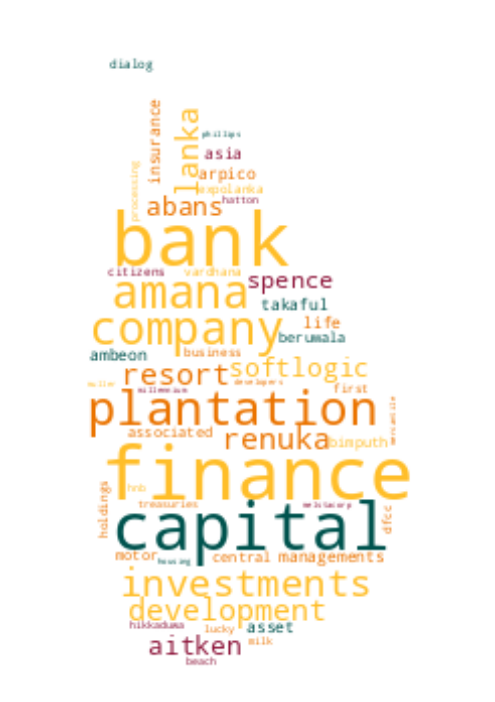 dialog
insurance
lanka
phillips
asia
processing
arpico
expolanka
hatton
abans
bank
citizens
vardhana
spence
amana
takaful
company
life
beruwala
ambeon
business
softlogic
resort
developers
muller
millennium
first
plantation
mercantile
associated
renuka
bimputh
finance
holdings
hnb
treasuries
melstacorp
dfcc
capital
motor
housing
central
managements
investments
development
hikkaduwa
lucky
asset
aitken
milk
beach